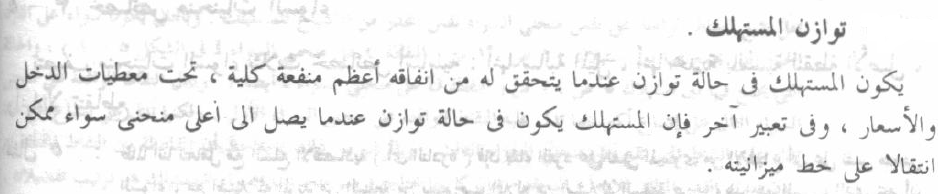 توازن المستهلك .
يكون المستهلك فى حالة توازن عندما يتحقق له من انفاقه أعظم منفعة كلية ، تحت معطيات الدخل
والأسعار ، وفى تعبير آخر فإن المستهلك يكون فى حالة توازن عندما يصل الى أعلى منحنى سواء ممكن
انتقالا على خط ميزانيته .